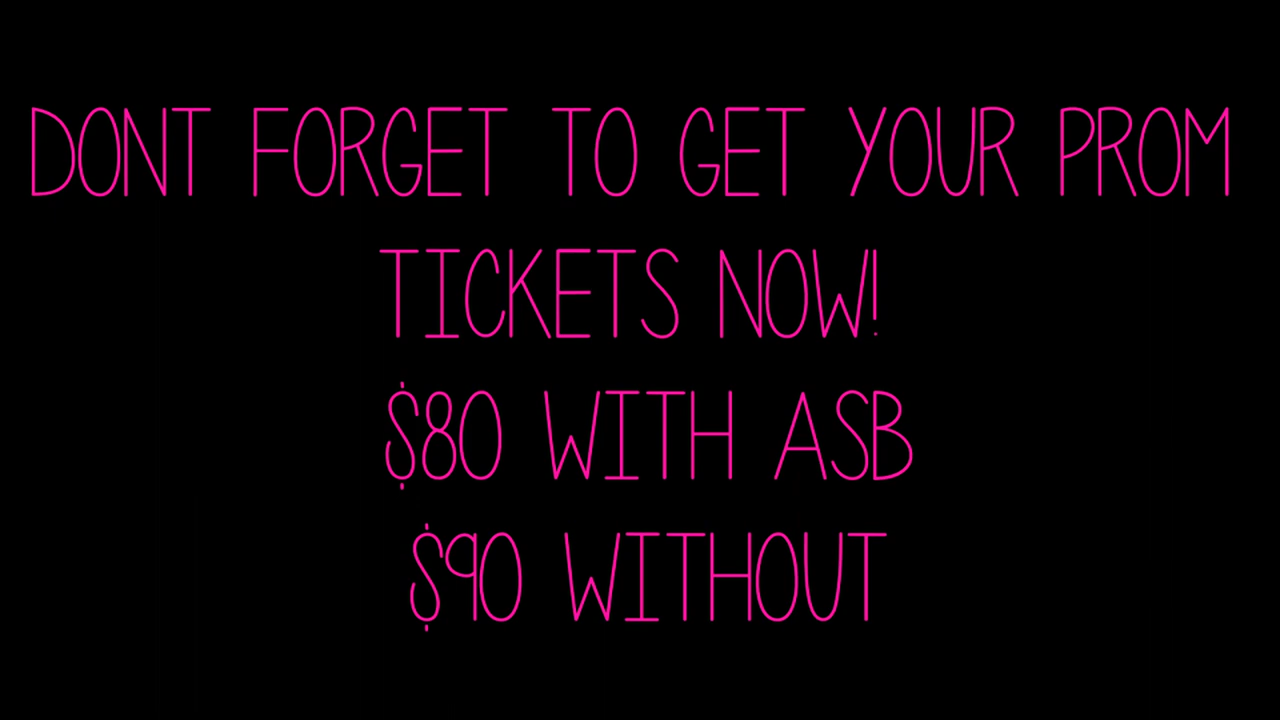 DONT FORGET TO GET YOUR PROM
TICKETS NOW!
$80 WITH ASB
$90 WITHOUT